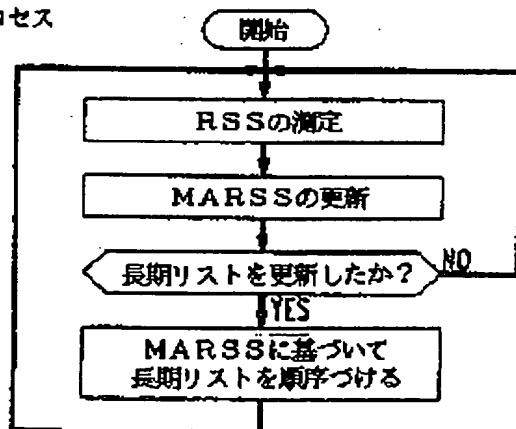 ロセス
開始
RSSの測定
MARSSの更新
長期リストを更新したか?
NO
YES
MARSSに基づいて
長期リストを順序づける